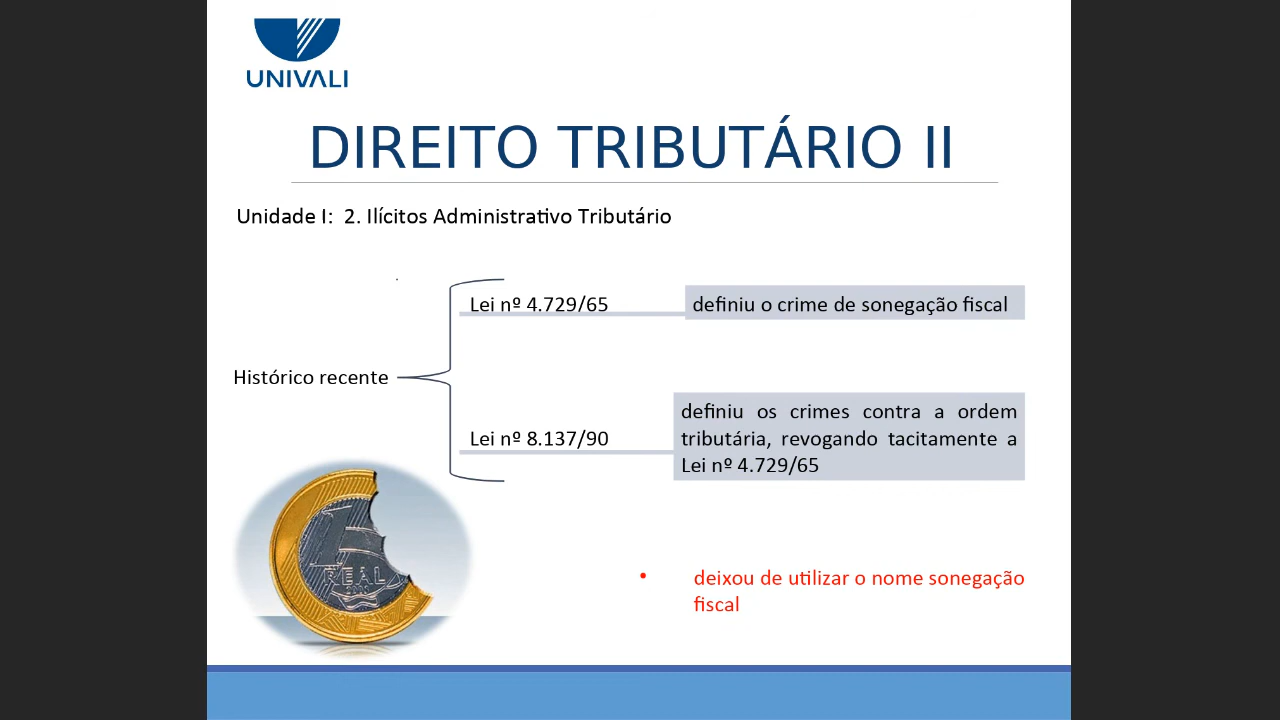 UNIVALI
DIREITO TRIBUTÁRIO II
Unidade I: 2. Ilícitos Administrativo Tributário
Lei nº 4.729/65
definiu o crime de sonegação fiscal
Histórico recente
Lei nº 8.137/90
definiu os crimes contra a ordem
tributária, revogando tacitamente a
Lei nº 4.729/65
REAL
• deixou de utilizar o nome sonegação
fiscal